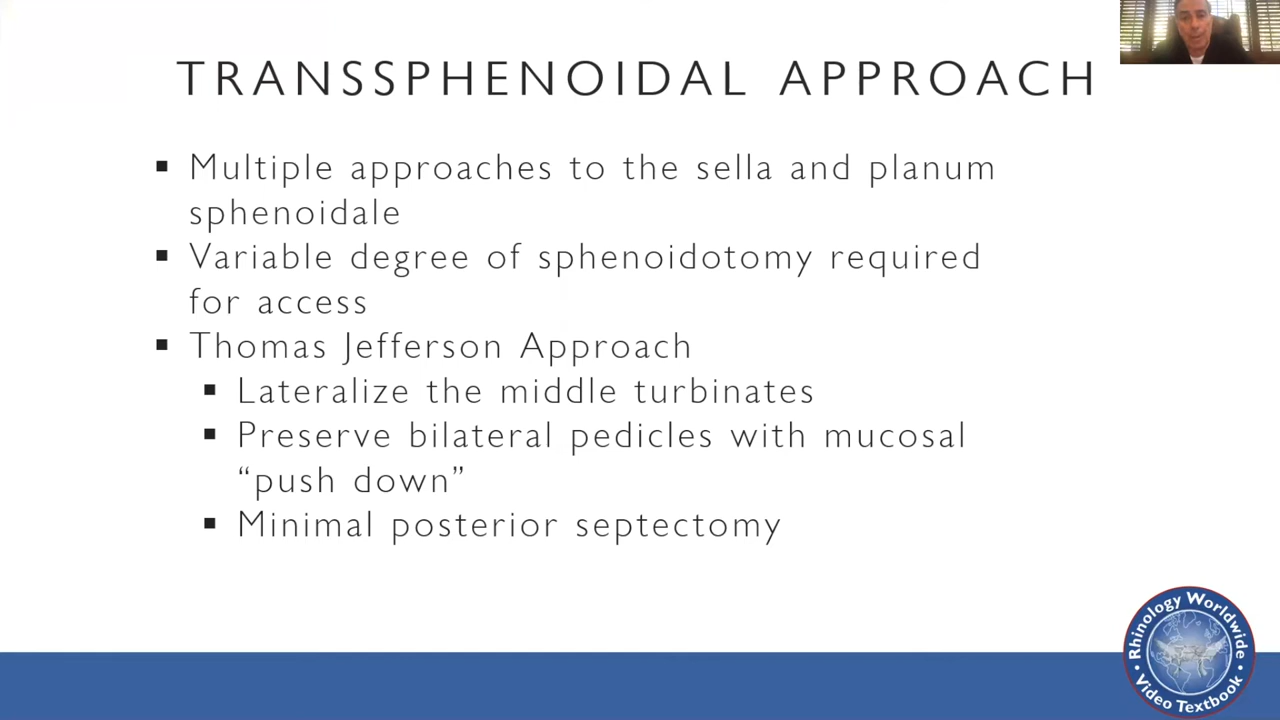 TRANSSPHENOIDAL APPROACH
▪ Multiple approaches to the sella and planum
sphenoidale
▪ Variable degree of sphenoidotomy required
for access
▪ Thomas Jefferson Approach
▪ Lateralize the middle turbinates
▪ Preserve bilateral pedicles with mucosal
“push down”
▪ Minimal posterior septectomy
Rhinology Worldwide
• Video Textbook •